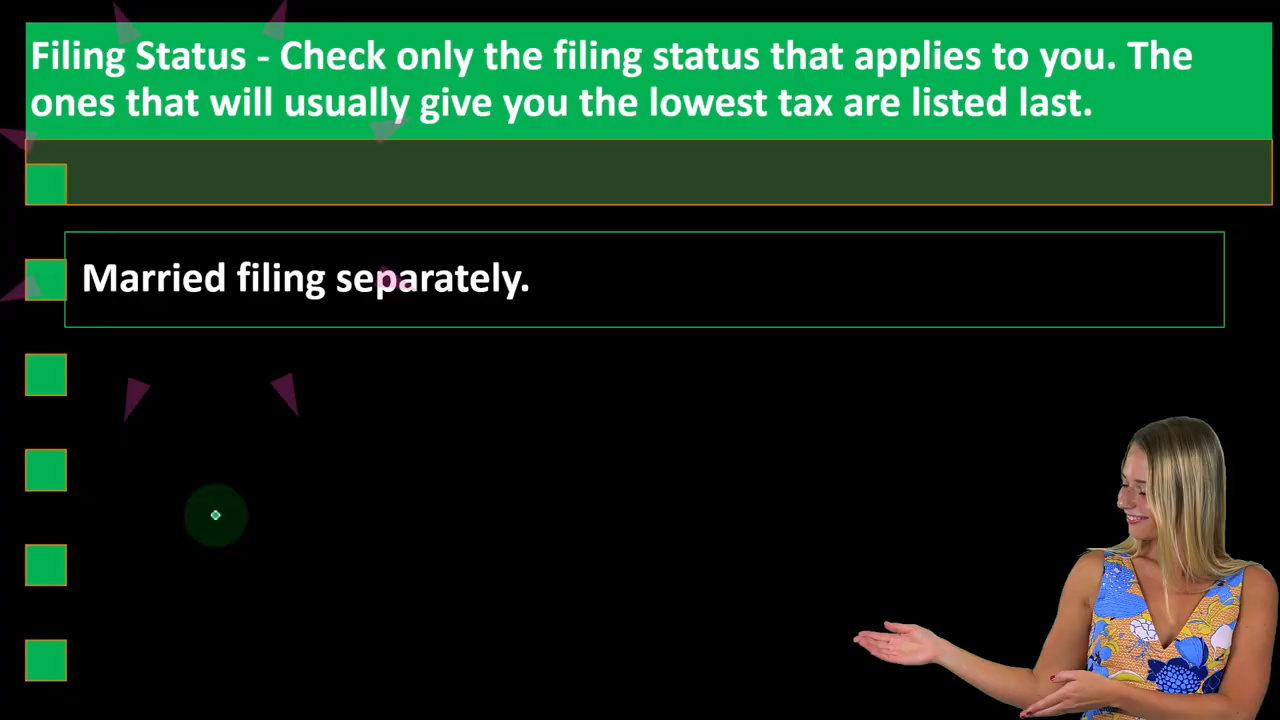 Filing Status - Check only the filing status that applies to you. The
ones that will usually give you the lowest tax are listed last.
Married filing separately.